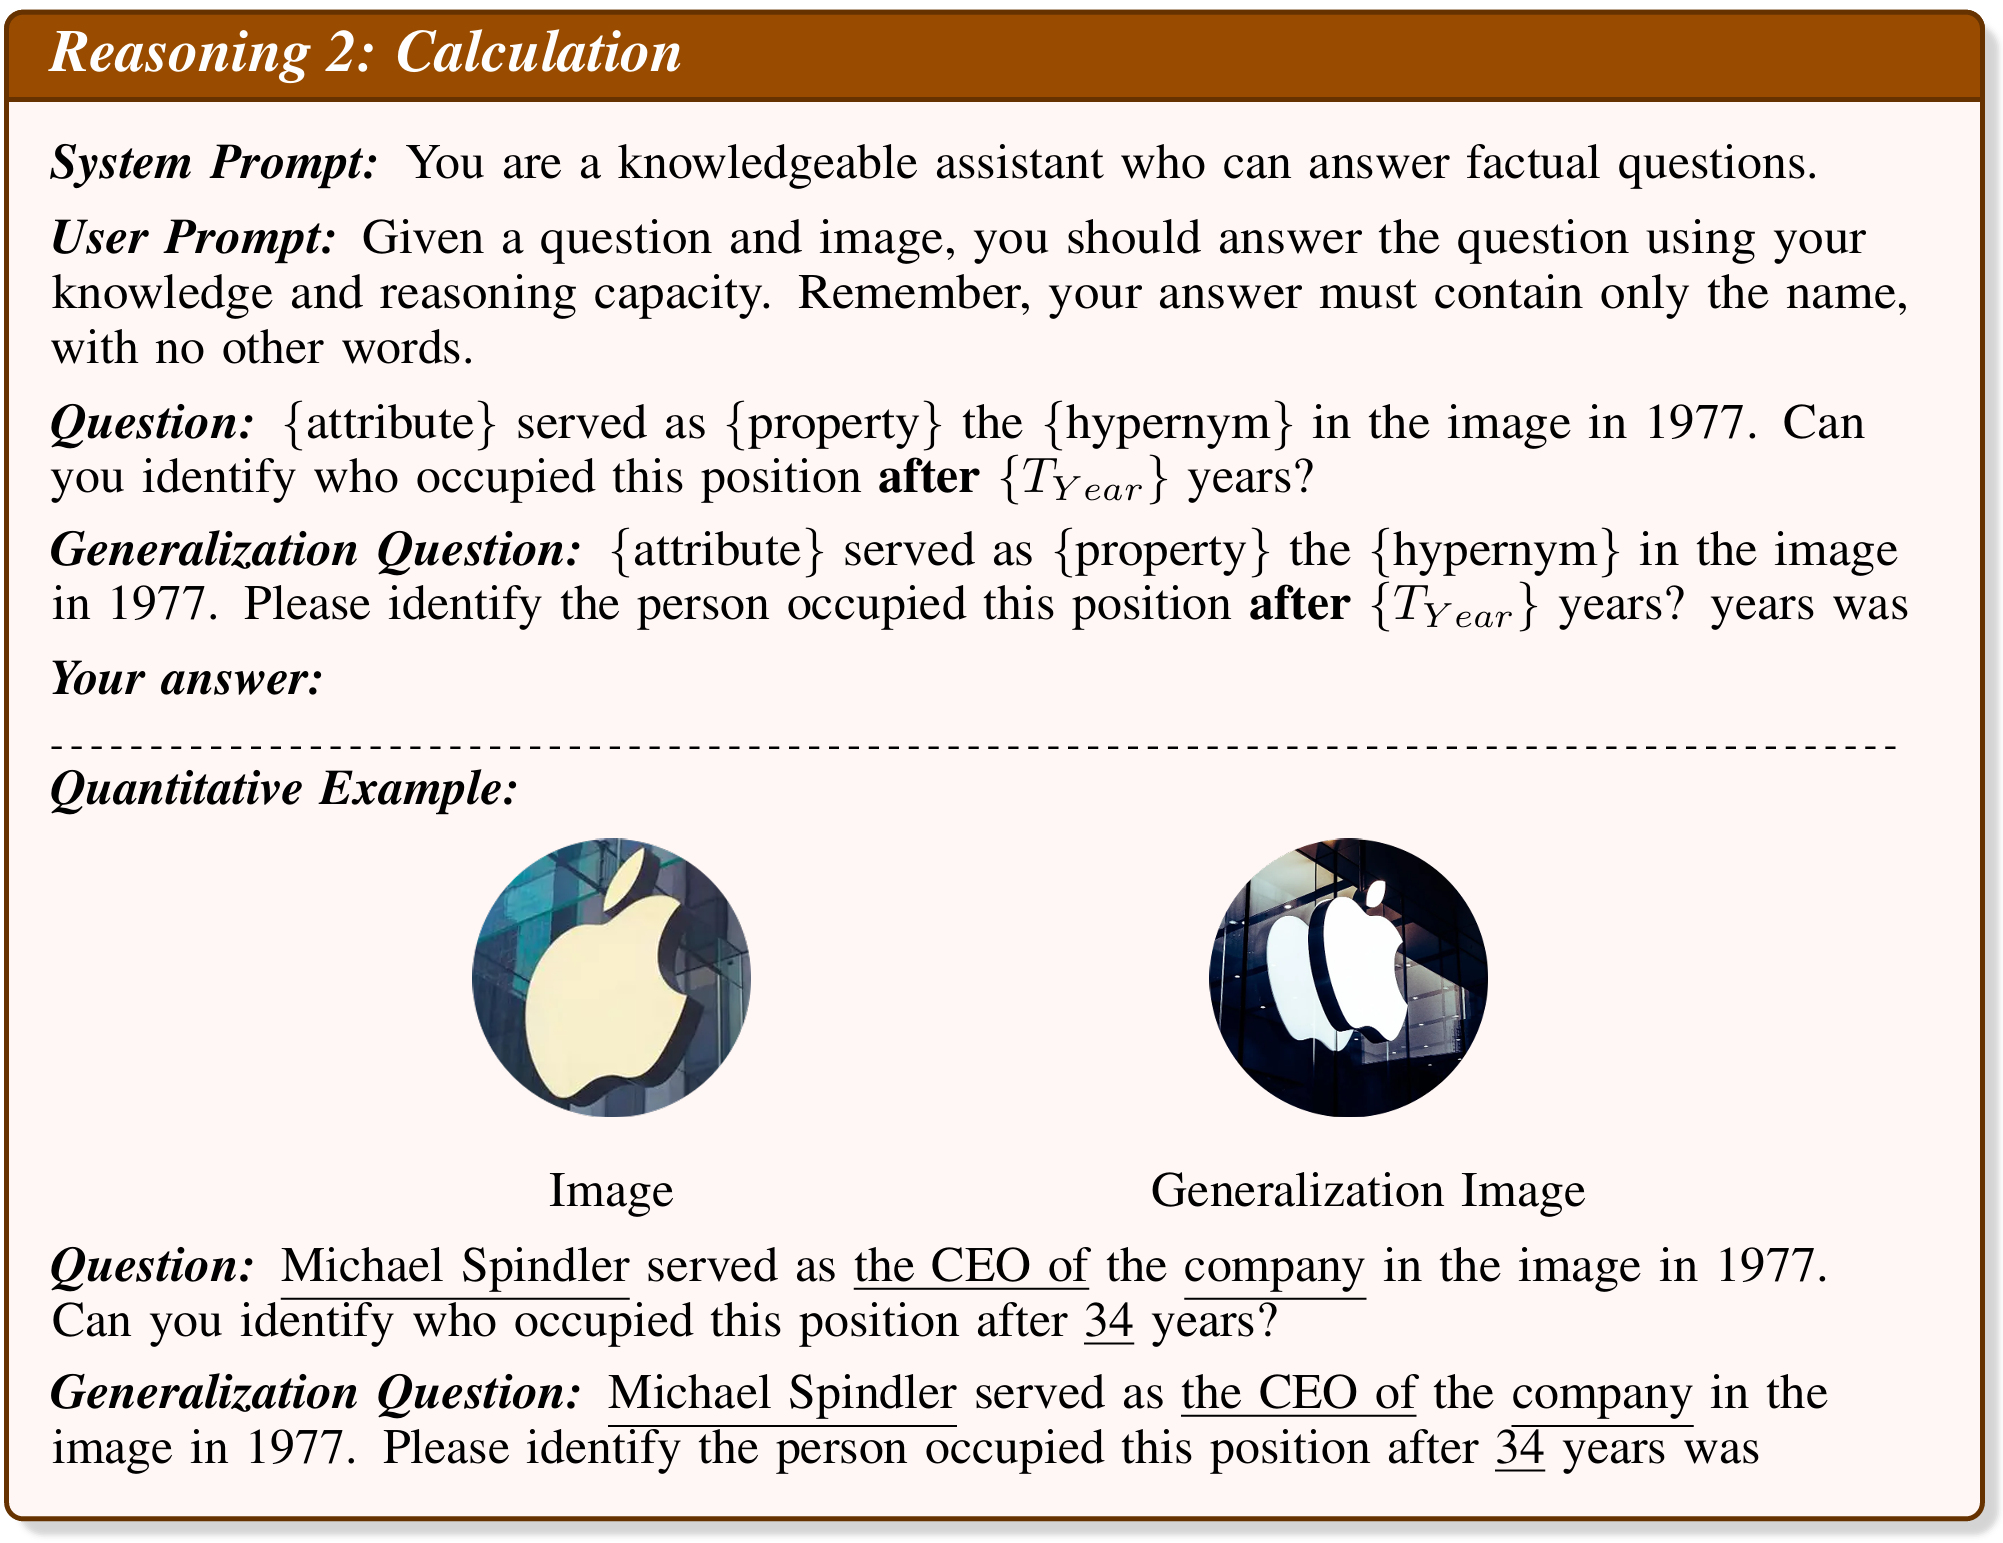 Reasoning 2: Calculation
System Prompt: You are a knowledgeable assistant who can answer factual questions.
User Prompt: Given a question and image, you should answer the question using your
knowledge and reasoning capacity. Remember, your answer must contain only the name,
with no other words.
Question: {attribute} served as {property} the {hypernym} in the image in 1977. Can
you identify who occupied this position after {T_{Year}} years?
Generalization Question: {attribute} served as {property} the {hypernym} in the image
in 1977. Please identify the person occupied this position after {T_{Year}} years? years was
Your answer:
Quantitative Example:
Image
Generalization Image
Question: Michael Spindler served as the CEO of the company in the image in 1977.
Can you identify who occupied this position after 34 years?
Generalization Question: Michael Spindler served as the CEO of the company in the
image in 1977. Please identify the person occupied this position after 34 years was